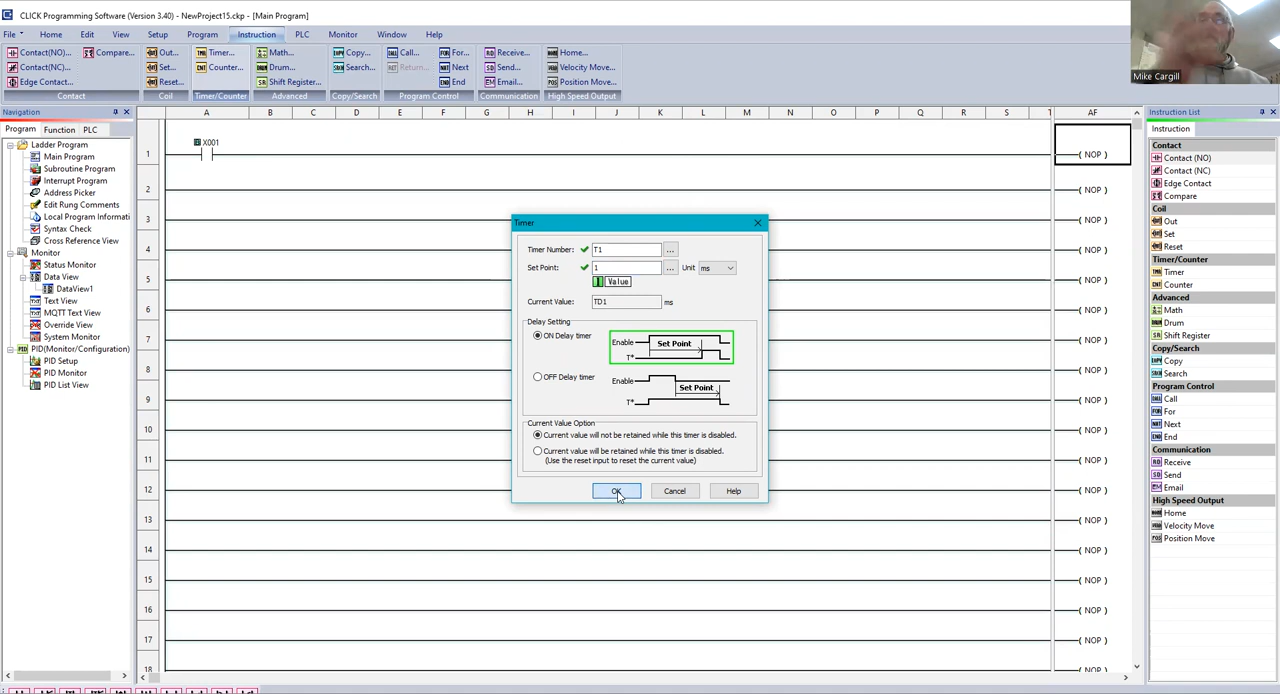 CLICK Programming Software (Version 3.40) - NewProject15.ckp - [Main Program]
File Home Edit View Setup Program Instruction PLC Monitor Window Help
Contact(NO)... Compare... Out... Timer... Math... Copy... Call... For... Receive... Home...
Contact(NC)... Set... Counter... Drum... Search... Return... Next Send... Velocity Move...
Edge Contact... Reset... Shift Register... End Email... Position Move...
Contact Coil Timer/Counter Advanced Copy/Search Program Control Communication High Speed Output
Mike Cargill
Navigation
Program Function PLC
Ladder Program
Main Program
Subroutine Program
Interrupt Program
Address Picker
Edit Rung Comments
Local Program Informati
Syntax Check
Cross Reference View
Monitor
Status Monitor
Data View
DataView1
Text View
MQTT Text View
Override View
System Monitor
PID(Monitor/Configuration)
PID Setup
PID Monitor
PID List View
A B C D E F G H I J K L M N O P Q R S T AF
X001
1 ( NOP )
2 ( NOP )
3 ( NOP )
4 ( NOP )
5 ( NOP )
6 ( NOP )
7 ( NOP )
8 ( NOP )
9 ( NOP )
10 ( NOP )
11 ( NOP )
12 ( NOP )
13 ( NOP )
14 ( NOP )
15 ( NOP )
16 ( NOP )
17 ( NOP )
18 ( NOP )
Timer
Timer Number: T1 ...
Set Point: 1 ... Unit ms
Value
Current Value: TD1 ms
Delay Setting
ON Delay timer
Enable Set Point
T*
OFF Delay timer
Enable
Set Point
T*
Current Value Option
Current value will not be retained while this timer is disabled.
Current value will be retained while this timer is disabled.
(Use the reset input to reset the current value)
OK Cancel Help
Instruction List
Instruction
Contact
Contact (NO)
Contact (NC)
Edge Contact
Compare
Coil
Out
Set
Reset
Timer/Counter
Timer
Counter
Advanced
Math
Drum
Shift Register
Copy/Search
Copy
Search
Program Control
Call
For
Next
End
Communication
Receive
Send
Email
High Speed Output
Home
Velocity Move
Position Move